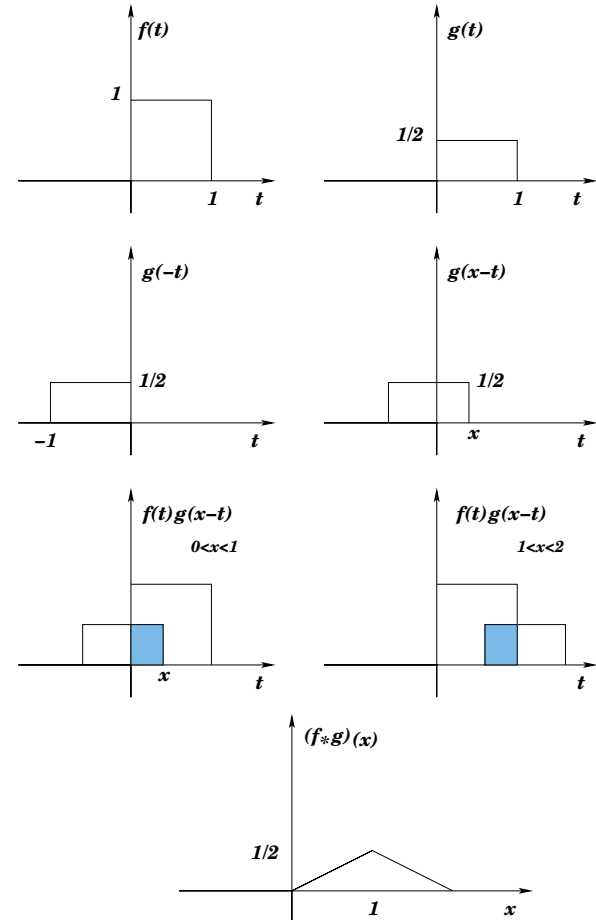 f(t)
1
1
t
g(t)
1/2
1
t
g(−t)
1/2
−1
t
g(x−t)
1/2
x
t
f(t)g(x−t)
0<x<1
x
t
f(t)g(x−t)
1<x<2
t
(f*g)(x)
1/2
1
x